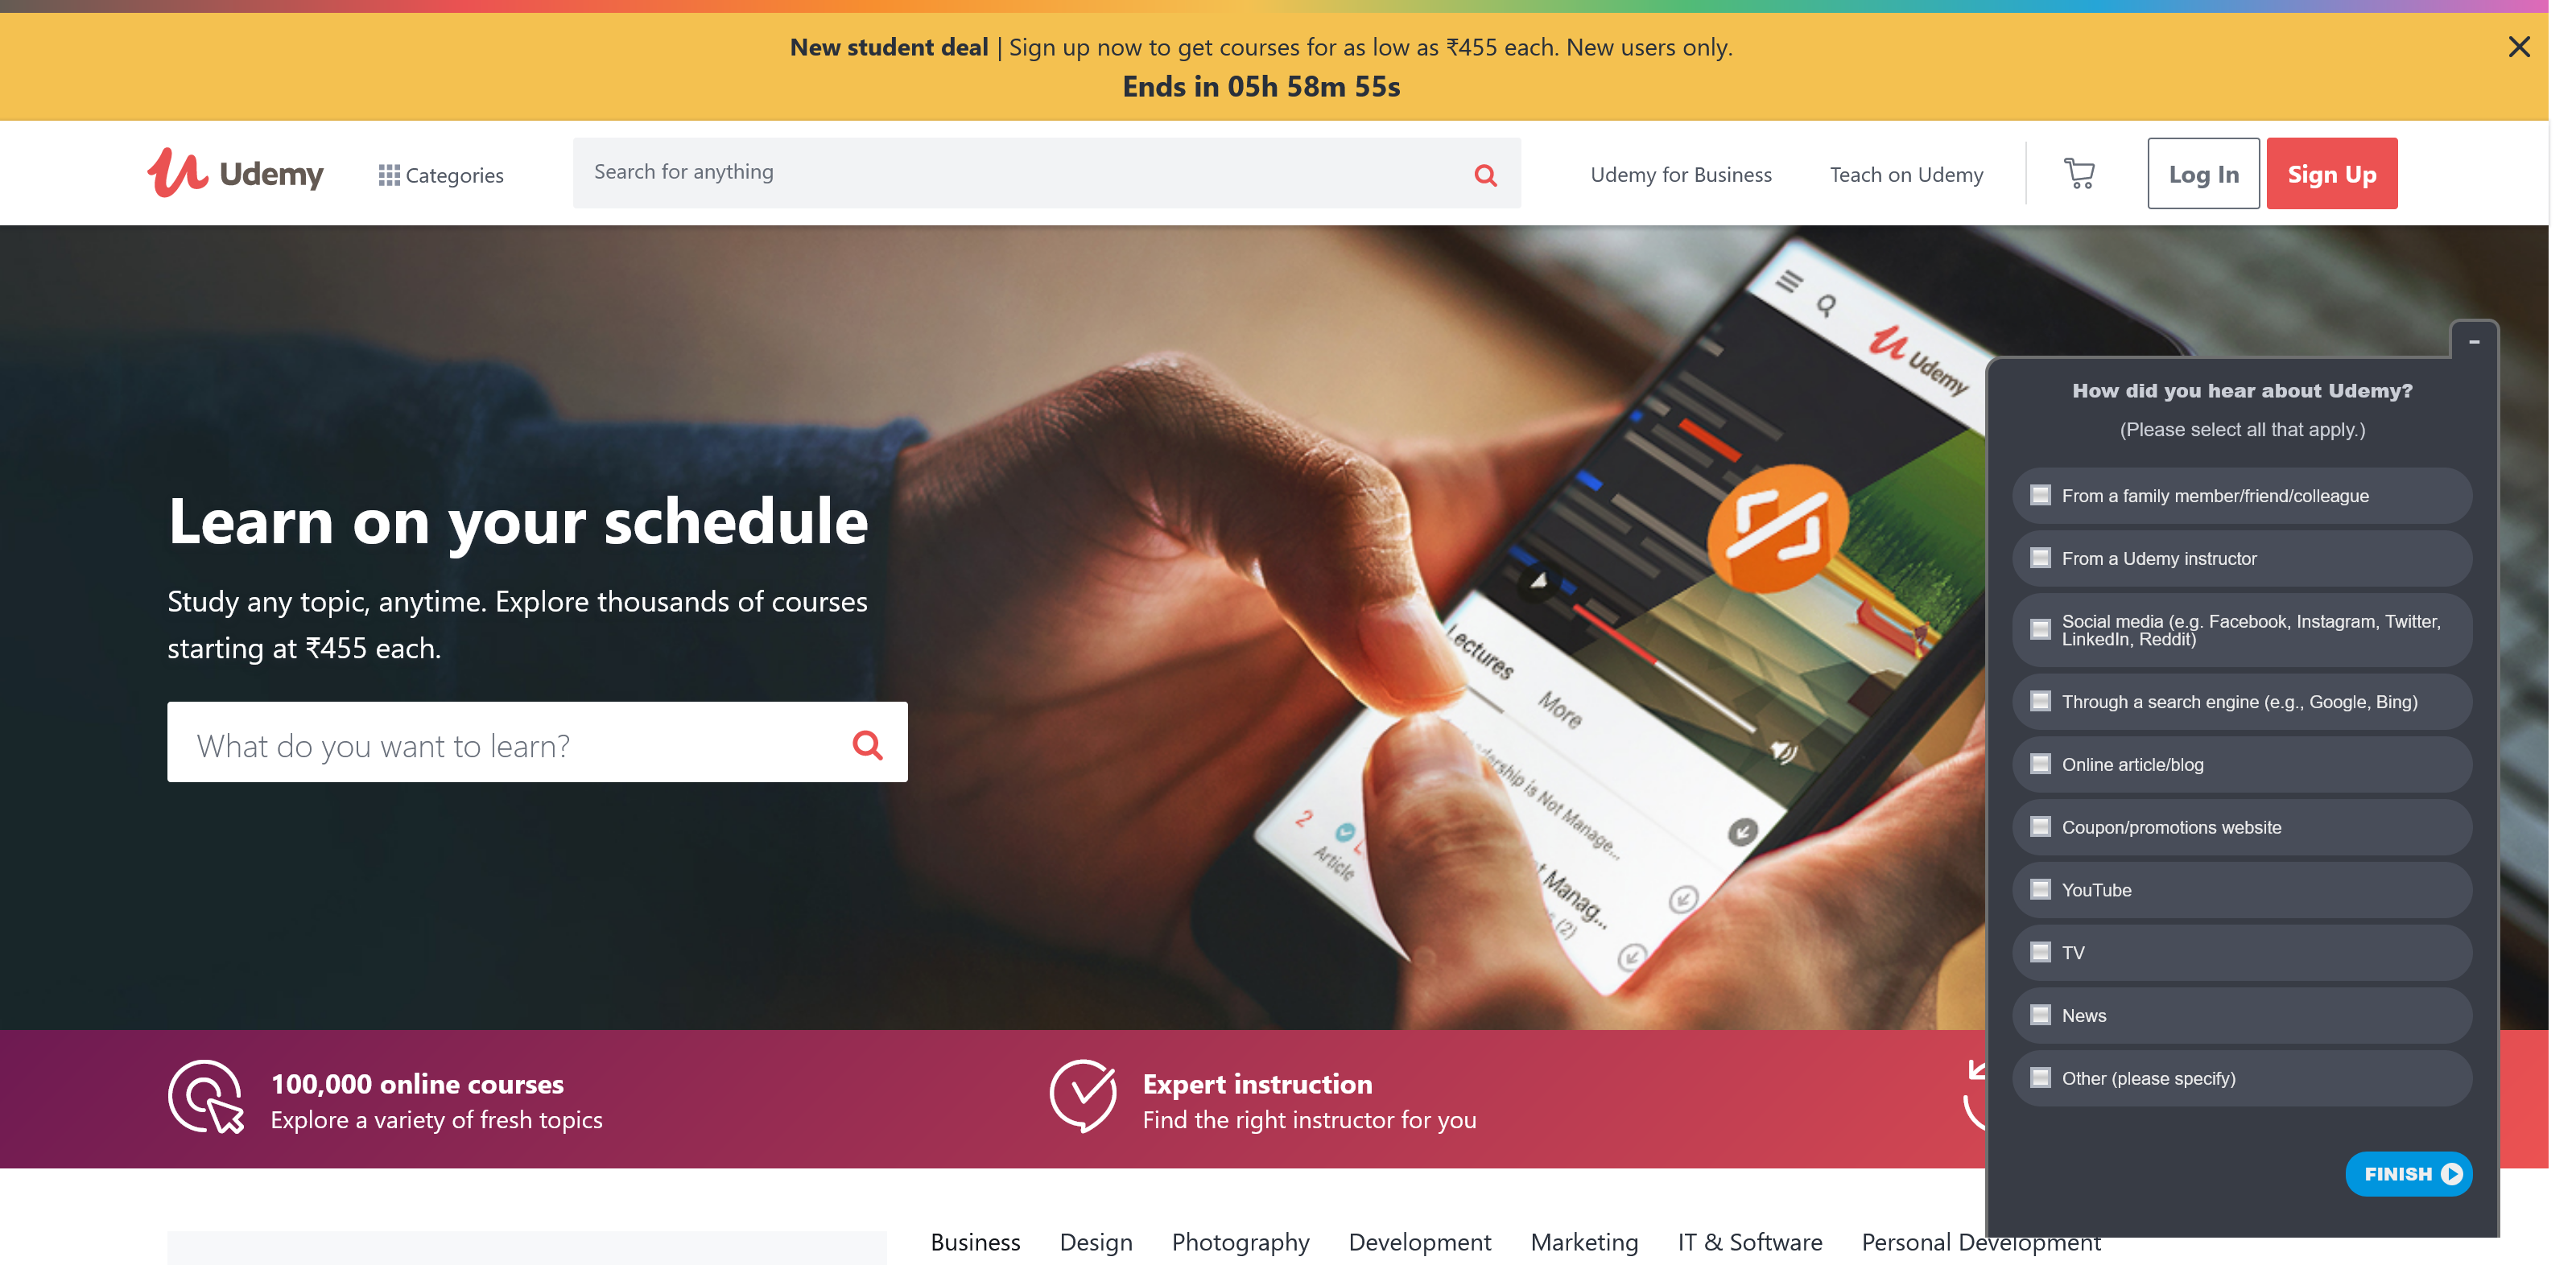 New student deal | Sign up now to get courses for as low as ₹455 each. New users only.
Ends in 05h 58m 55s
Udemy
Categories
Search for anything
Udemy for Business
Teach on Udemy
Log In
Sign Up
Udemy
Lectures
More
dership is Not Manage...
2
Article
t Manag...
(2)
Learn on your schedule
Study any topic, anytime. Explore thousands of courses
starting at ₹455 each.
What do you want to learn?
How did you hear about Udemy?
(Please select all that apply.)
From a family member/friend/colleague
From a Udemy instructor
Social media (e.g. Facebook, Instagram, Twitter,
LinkedIn, Reddit)
Through a search engine (e.g., Google, Bing)
Online article/blog
Coupon/promotions website
YouTube
TV
News
Other (please specify)
FINISH
100,000 online courses
Explore a variety of fresh topics
Expert instruction
Find the right instructor for you
Business
Design
Photography
Development
Marketing
IT & Software
Personal Development